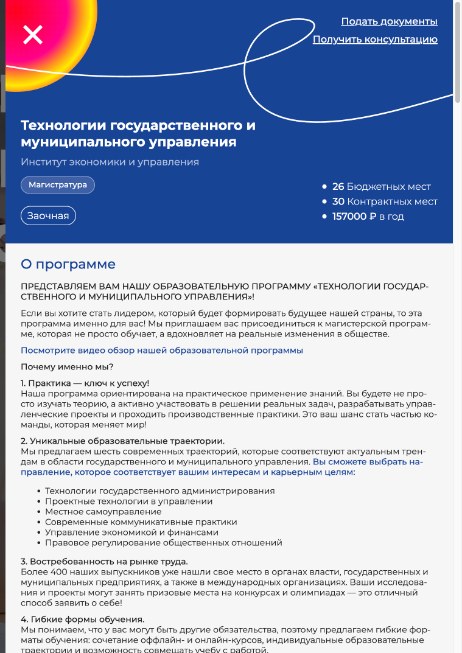 Подать документы
Получить консультацию
Технологии государственного и
муниципального управления
Институт экономики и управления
Магистратура
Заочная
26 Бюджетных мест
30 Контрактных мест
157000 ₽ в год
О программе
ПРЕДСТАВЛЯЕМ ВАМ НАШУ ОБРАЗОВАТЕЛЬНУЮ ПРОГРАММУ «ТЕХНОЛОГИИ ГОСУДАР-
СТВЕННОГО И МУНИЦИПАЛЬНОГО УПРАВЛЕНИЯ»!
Если вы хотите стать лидером, который будет формировать будущее нашей страны, то эта
программа именно для вас! Мы приглашаем вас присоединиться к магистерской програм-
ме, которая не просто обучает, а вдохновляет на реальные изменения в обществе.
Посмотрите видео обзор нашей образовательной программы
Почему именно мы?
1. Практика — ключ к успеху!
Наша программа ориентирована на практическое применение знаний. Вы будете не про-
сто изучать теорию, а активно участвовать в решении реальных задач, разрабатывать управ-
ленческие проекты и проходить производственные практики. Это ваш шанс стать частью ко-
манды, которая меняет мир!
2. Уникальные образовательные траектории.
Мы предлагаем шесть современных траекторий, которые соответствуют актуальным трен-
дам в области государственного и муниципального управления. Вы сможете выбрать на-
правление, которое соответствует вашим интересам и карьерным целям:
Технологии государственного администрирования
Проектные технологии в управлении
Местное самоуправление
Современные коммуникативные практики
Управление экономикой и финансами
Правовое регулирование общественных отношений
3. Востребованность на рынке труда.
Более 400 наших выпускников уже нашли свое место в органах власти, государственных и
муниципальных предприятиях, а также в международных организациях. Ваши исследова-
ния и проекты могут занять призовые места на конкурсах и олимпиадах — это отличный
способ заявить о себе!
4. Гибкие формы обучения.
Мы понимаем, что у вас могут быть другие обязательства, поэтому предлагаем гибкие фор-
маты обучения: сочетание оффлайн- и онлайн-курсов, индивидуальные образовательные
траектории и возможность совмещать учебу с работой.